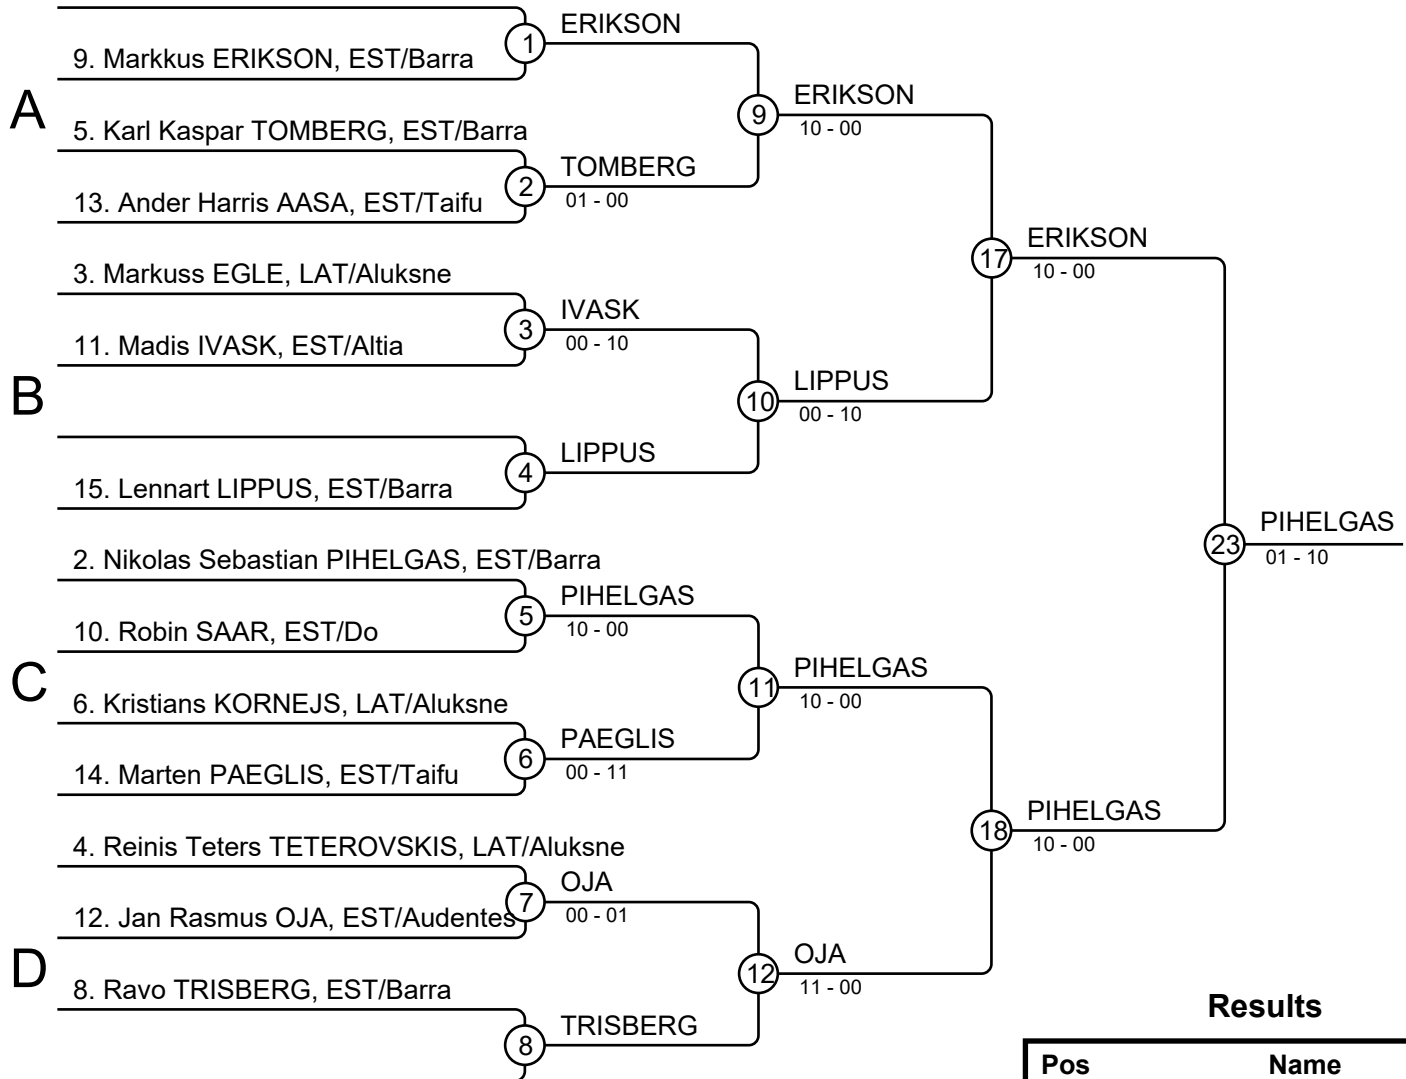 ERIKSON
1
9. Markkus ERIKSON, EST/Barra
A
ERIKSON
9
10 - 00
5. Karl Kaspar TOMBERG, EST/Barra
TOMBERG
2
01 - 00
13. Ander Harris AASA, EST/Taifu
ERIKSON
17
10 - 00
3. Markuss EGLE, LAT/Aluksne
IVASK
3
00 - 10
11. Madis IVASK, EST/Altia
B
LIPPUS
10
00 - 10
LIPPUS
4
15. Lennart LIPPUS, EST/Barra
PIHELGAS
23
01 - 10
2. Nikolas Sebastian PIHELGAS, EST/Barra
PIHELGAS
5
10 - 00
10. Robin SAAR, EST/Do
C
PIHELGAS
11
10 - 00
6. Kristians KORNEJS, LAT/Aluksne
PAEGLIS
6
00 - 11
14. Marten PAEGLIS, EST/Taifu
PIHELGAS
18
10 - 00
4. Reinis Teters TETEROVSKIS, LAT/Aluksne
OJA
7
00 - 01
12. Jan Rasmus OJA, EST/Audentes
D
OJA
12
11 - 00
8. Ravo TRISBERG, EST/Barra
TRISBERG
8
Results
Pos Name